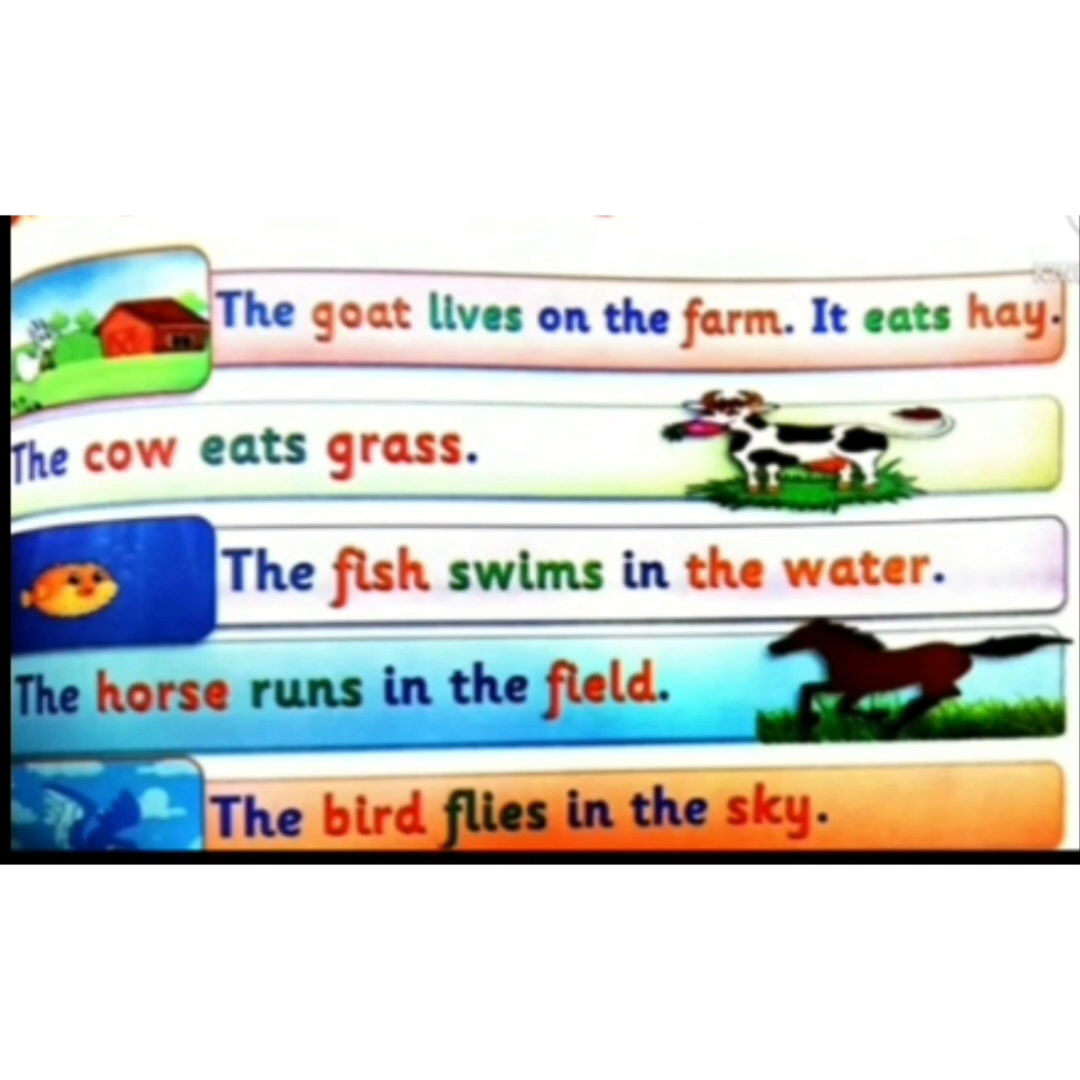 The goat lives on the farm. It eats hay.
The cow eats grass.
The fish swims in the water.
The horse runs in the field.
The bird flies in the sky.